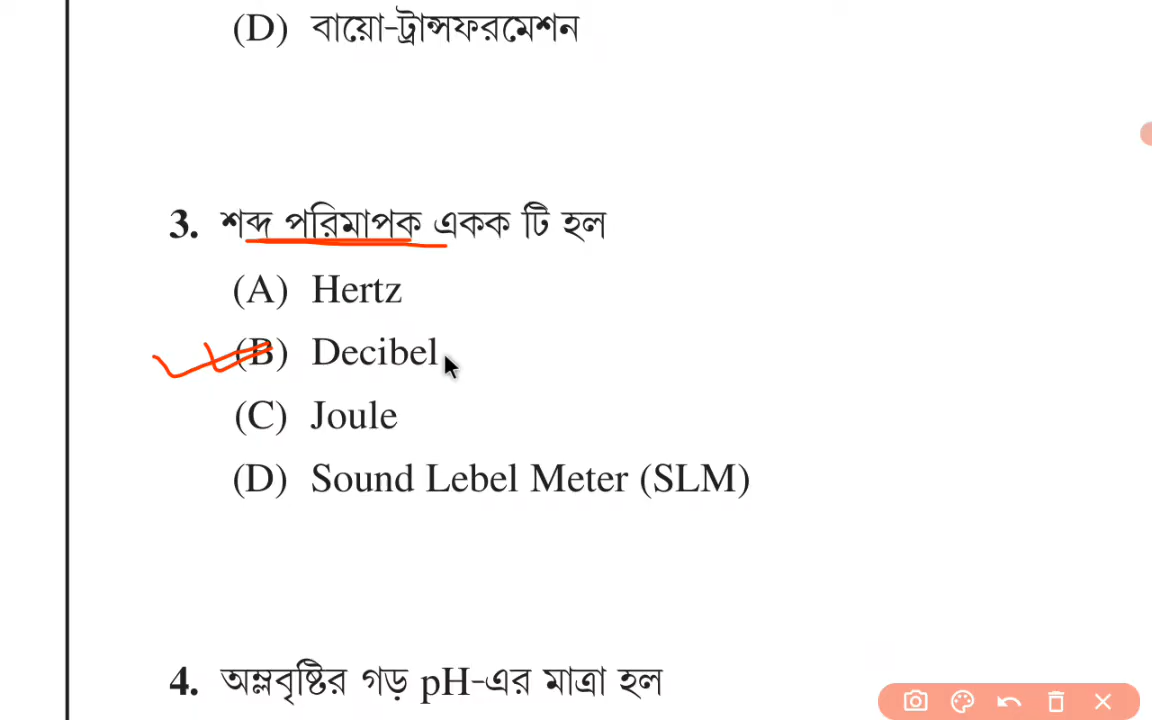 (D) বায়ো-ট্রান্সফরমেশন
3. শব্দ পরিমাপক একক টি হল
(A) Hertz
(B) Decibel
(C) Joule
(D) Sound Lebel Meter (SLM)
4. অম্লবৃষ্টির গড় pH-এর মাত্রা হল